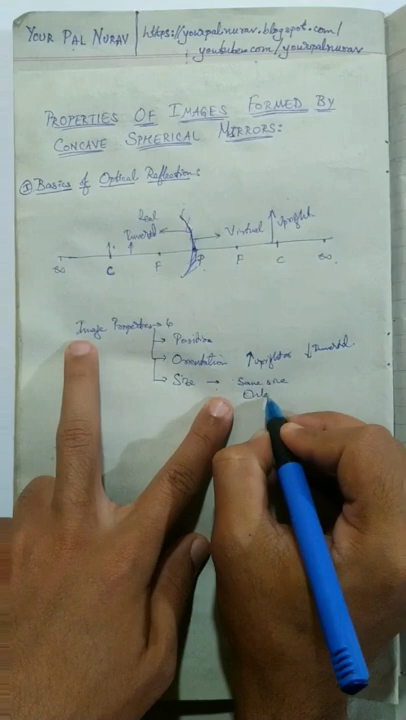 YOUR PAL NURAV
https://yourpalnurav.blogspot.com/
youtube.com/yourpalnurav
PROPERTIES OF IMAGES FORMED BY
CONCAVE SPHERICAL MIRRORS:
① Basics of Optical Reflection:
Real
Inverted
Virtual
Upright
∞ C F P F C ∞
Image Properties →
→ Position
→ Orientation ↑ upright ↓ Inverted
→ Size → Same size